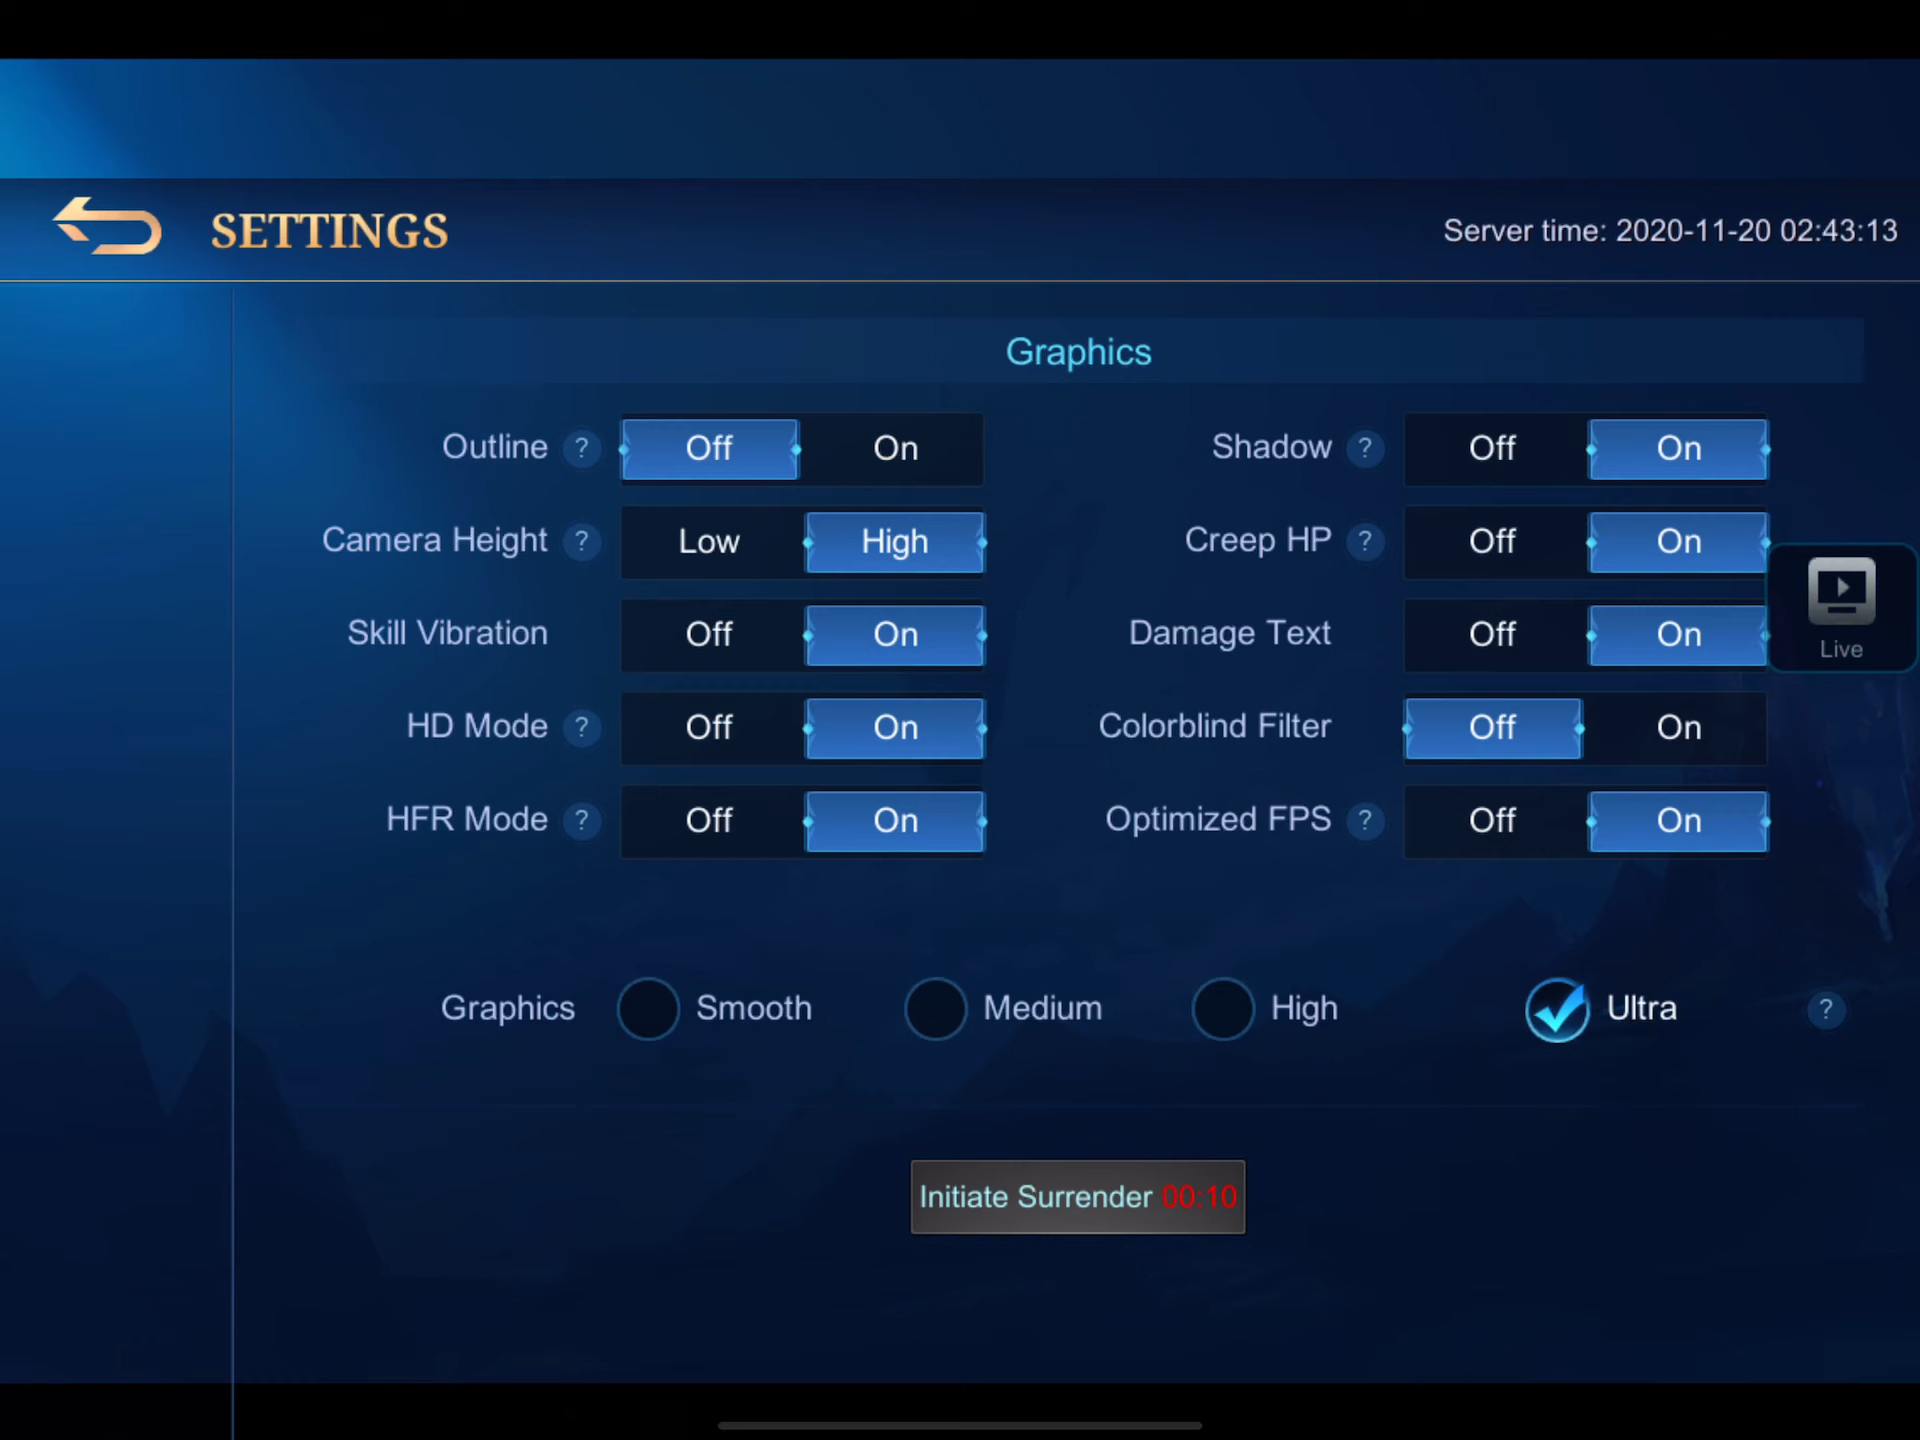 SETTINGS
Server time: 2020-11-20 02:43:13
Graphics
Outline ? Off On
Shadow ? Off On
Camera Height ? Low High
Creep HP ? Off On
Skill Vibration Off On
Damage Text Off On
Live
HD Mode ? Off On
Colorblind Filter Off On
HFR Mode ? Off On
Optimized FPS ? Off On
Graphics Smooth Medium High Ultra ?
Initiate Surrender 00:10